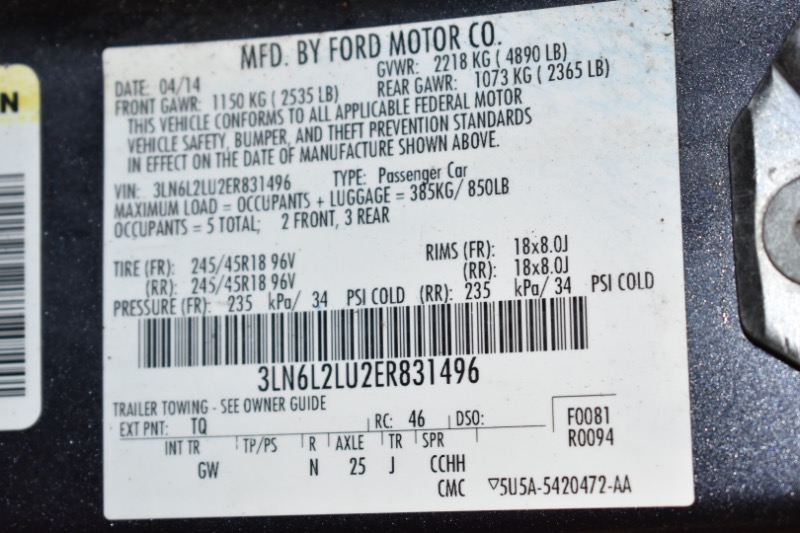 MFD. BY FORD MOTOR CO.
DATE: 04/14 GVWR: 2218 KG ( 4890 LB)
FRONT GAWR: 1150 KG ( 2535 LB) REAR GAWR: 1073 KG ( 2365 LB)
THIS VEHICLE CONFORMS TO ALL APPLICABLE FEDERAL MOTOR
VEHICLE SAFETY, BUMPER, AND THEFT PREVENTION STANDARDS
IN EFFECT ON THE DATE OF MANUFACTURE SHOWN ABOVE.
VIN: 3LN6L2LU2ER831496 TYPE: Passenger Car
MAXIMUM LOAD = OCCUPANTS + LUGGAGE = 385KG/ 850LB
OCCUPANTS = 5 TOTAL; 2 FRONT, 3 REAR
TIRE (FR): 245/45R18 96V RIMS (FR): 18x8.0J
(RR): 245/45R18 96V (RR): 18x8.0J
PRESSURE (FR): 235 kPa/ 34 PSI COLD (RR): 235 kPa/ 34 PSI COLD
3LN6L2LU2ER831496
TRAILER TOWING - SEE OWNER GUIDE
EXT PNT: TQ RC: 46 DSO: F0081
R0094
INT TR TP/PS R AXLE TR SPR
GW N 25 J CCHH
CMC ▽5U5A-5420472-AA
N